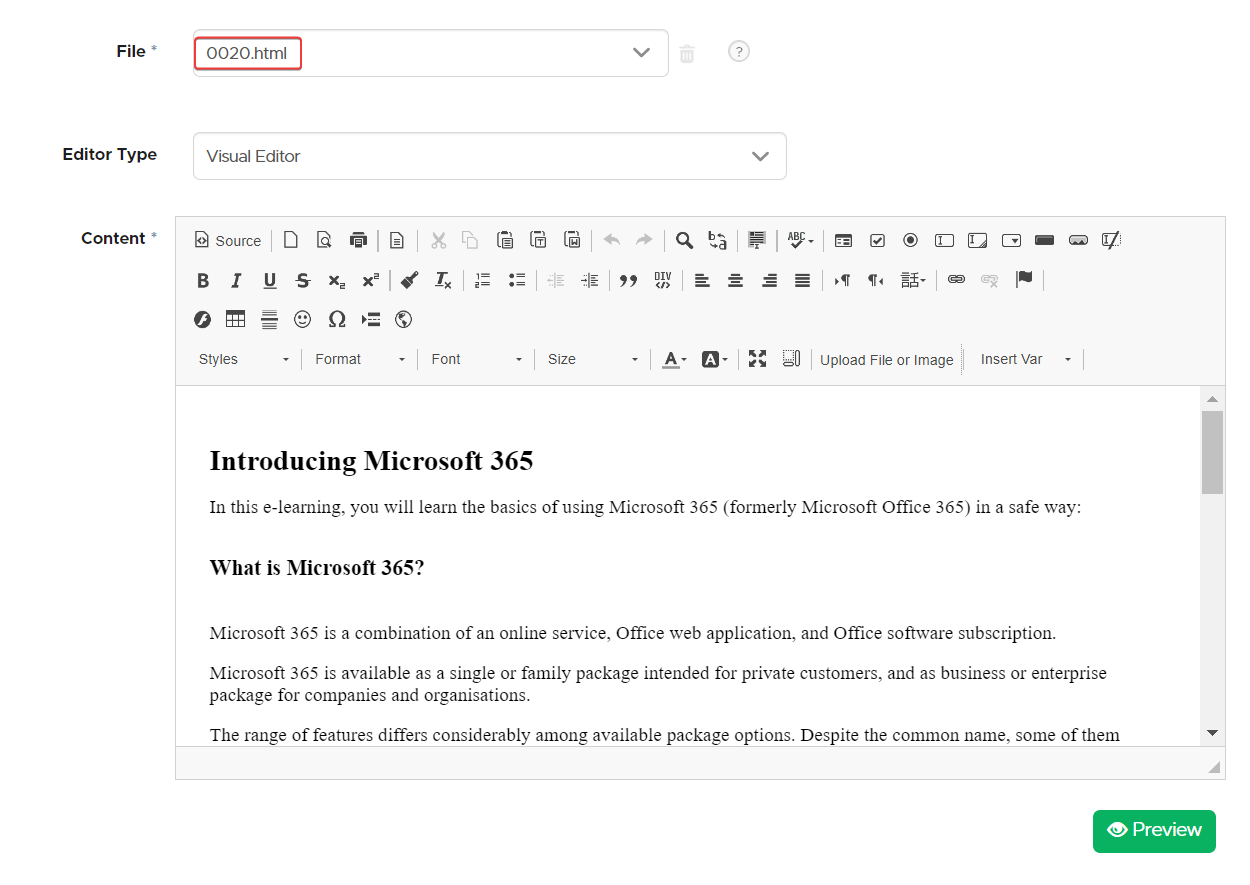 File *
0020.html
?
Editor Type
Visual Editor
Content *
Source
ABC
B I U S x₂ x²
Styles Format Font Size A A Upload File or Image Insert Var
Introducing Microsoft 365
In this e-learning, you will learn the basics of using Microsoft 365 (formerly Microsoft Office 365) in a safe way:
What is Microsoft 365?
Microsoft 365 is a combination of an online service, Office web application, and Office software subscription.
Microsoft 365 is available as a single or family package intended for private customers, and as business or enterprise
package for companies and organisations.
The range of features differs considerably among available package options. Despite the common name, some of them
Preview